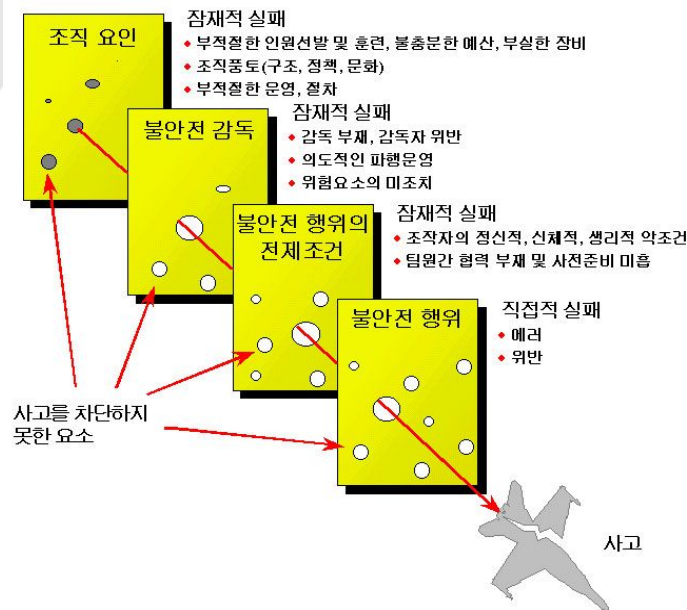 조직 요인
잠재적 실패
부적절한 인원선발 및 훈련, 불충분한 예산, 부실한 장비
조직풍토(구조, 정책, 문화)
부적절한 운영, 절차
불안전 감독
잠재적 실패
감독 부재, 감독자 위반
의도적인 파행운영
위험요소의 미조치
불안전 행위의
전제조건
잠재적 실패
조작자의 정신적, 신체적, 생리적 악조건
팀원간 협력 부재 및 사전준비 미흡
불안전 행위
직접적 실패
에러
위반
사고를 차단하지
못한 요소
사고